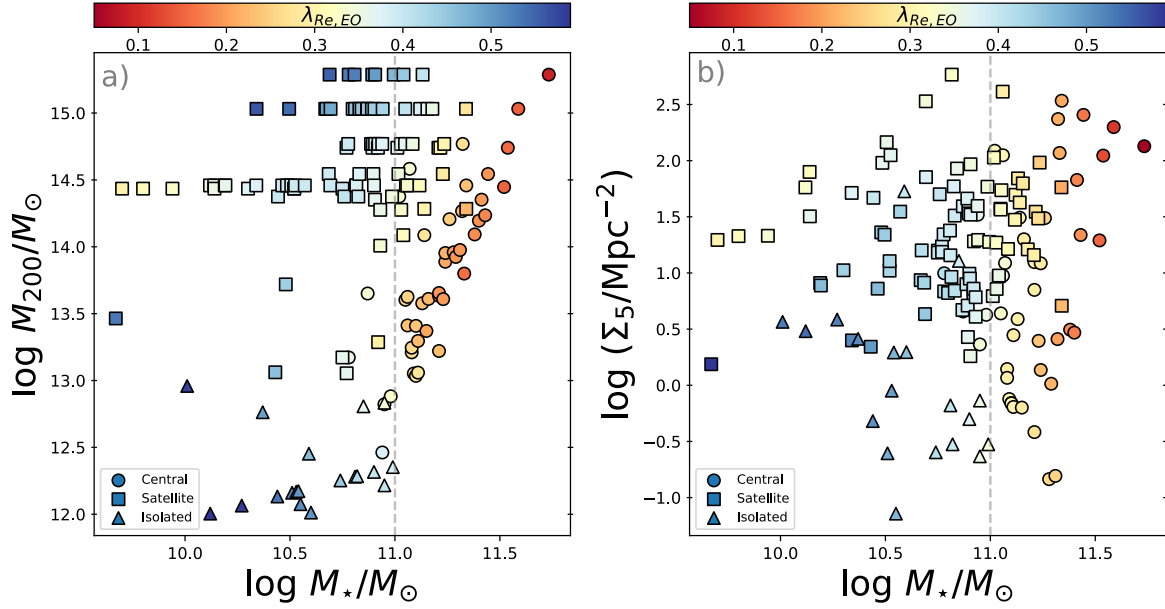 λRe,EO
0.1 0.2 0.3 0.4 0.5
a)
log M200/M⊙
15.0
14.5
14.0
13.5
13.0
12.5
12.0
Central
Satellite
Isolated
10.0 10.5 11.0 11.5
log M⋆/M⊙
λRe,EO
0.1 0.2 0.3 0.4 0.5
b)
log (Σ5/Mpc−2)
2.5
2.0
1.5
1.0
0.5
0.0
−0.5
−1.0
Central
Satellite
Isolated
10.0 10.5 11.0 11.5
log M⋆/M⊙